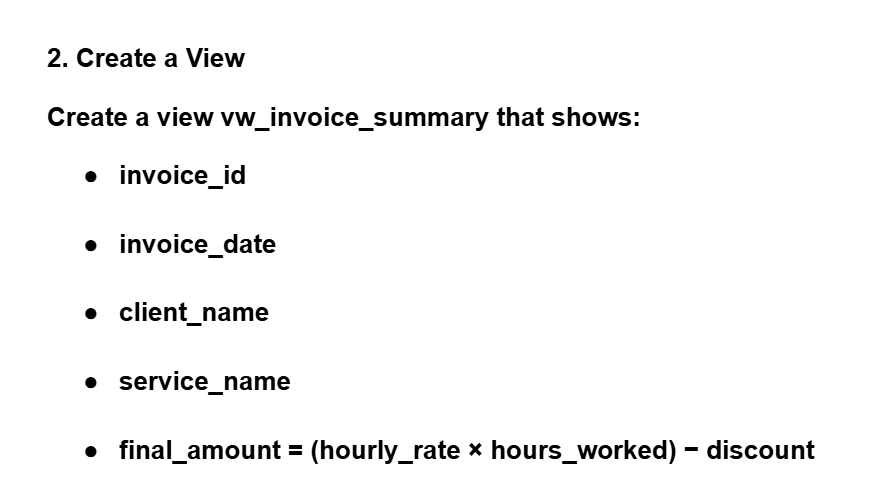 2. Create a View
Create a view vw_invoice_summary that shows:
● invoice_id
● invoice_date
● client_name
● service_name
● final_amount = (hourly_rate × hours_worked) − discount